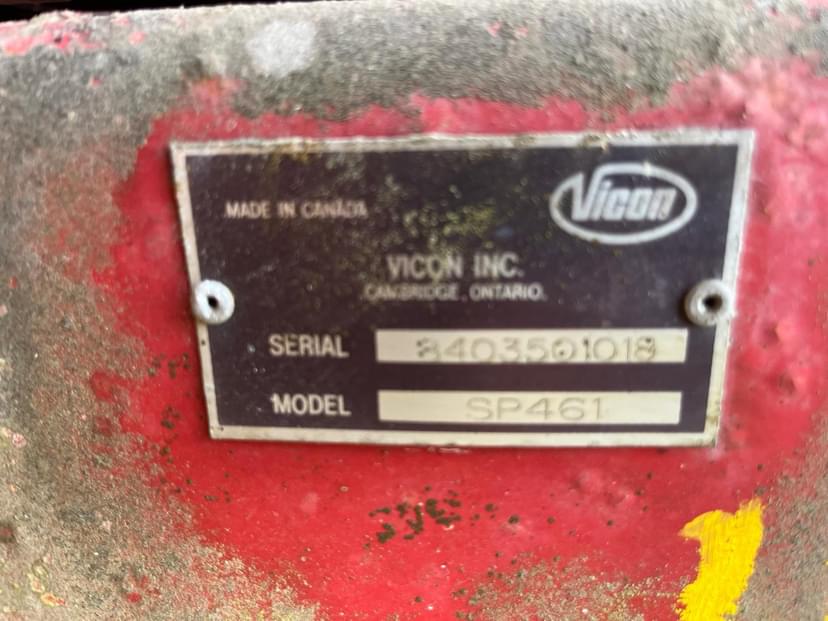 MADE IN CANADA
Vicon
VICON INC.
CAMBRIDGE, ONTARIO.
SERIAL 8403501018
MODEL SP461